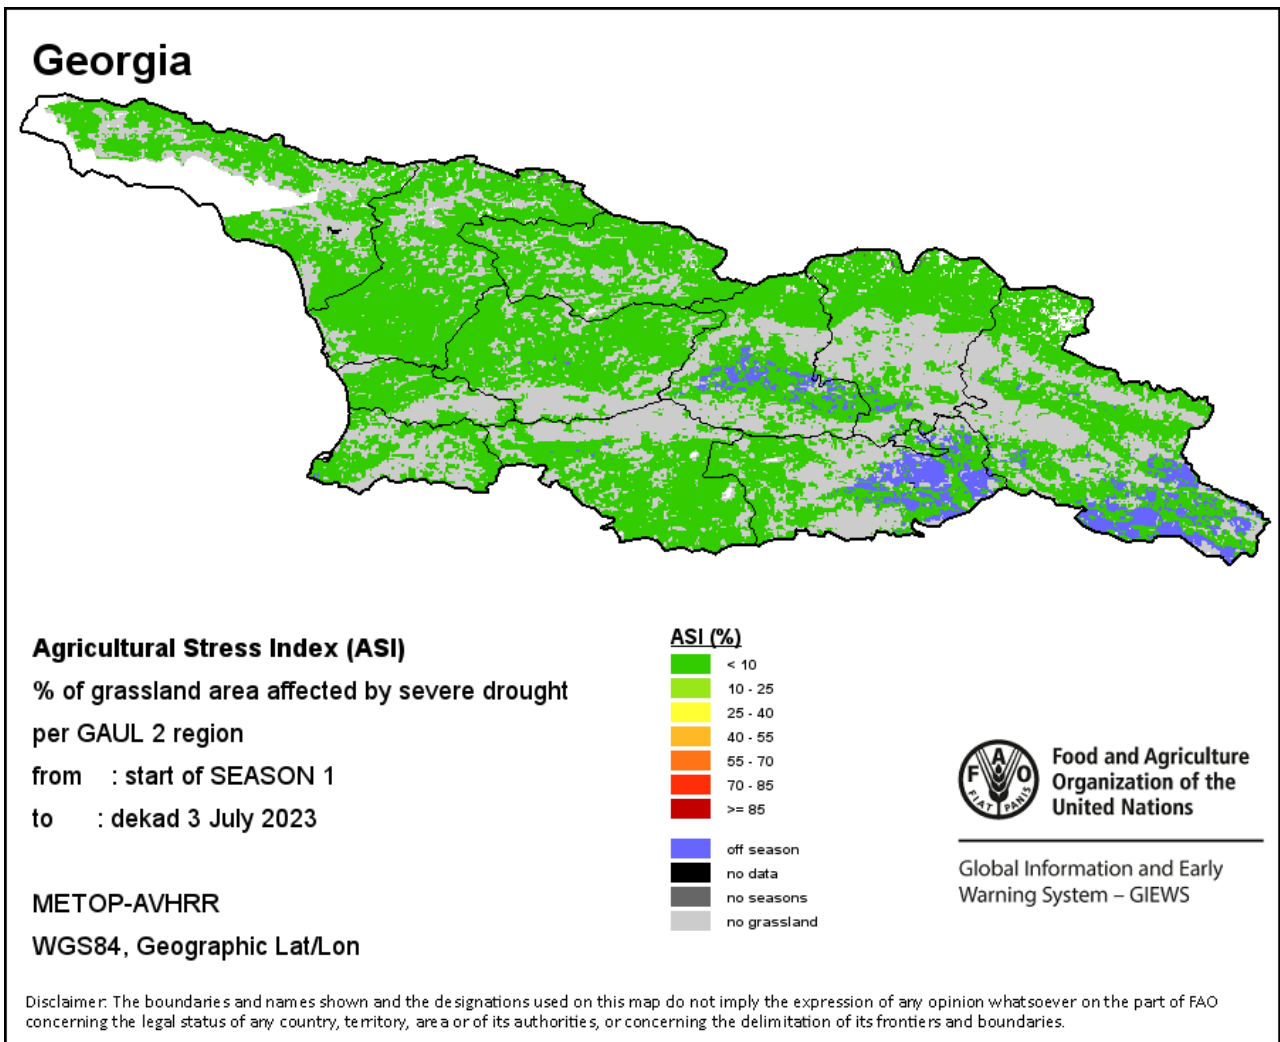 Georgia
Agricultural Stress Index (ASI)
% of grassland area affected by severe drought
per GAUL 2 region
from : start of SEASON 1
to : dekad 3 July 2023
METOP-AVHRR
WGS84, Geographic Lat/Lon
ASI (%)
< 10
10 - 25
25 - 40
40 - 55
55 - 70
70 - 85
>= 85
off season
no data
no seasons
no grassland
F A O
FIAT PANIS
Food and Agriculture
Organization of the
United Nations
Global Information and Early
Warning System – GIEWS
Disclaimer: The boundaries and names shown and the designations used on this map do not imply the expression of any opinion whatsoever on the part of FAO
concerning the legal status of any country, territory, area or of its authorities, or concerning the delimitation of its frontiers and boundaries.